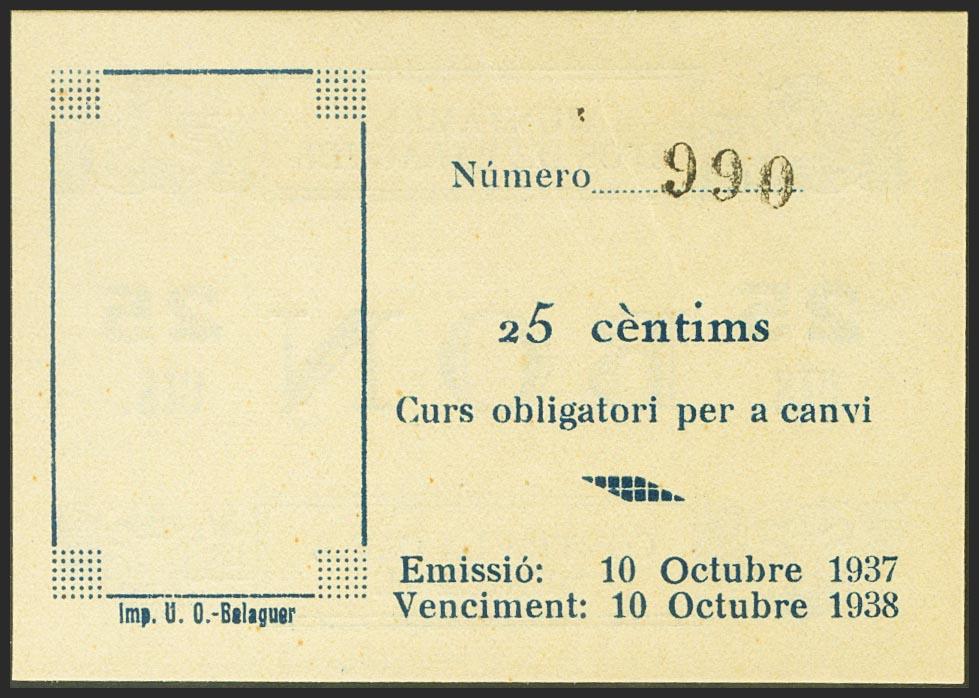 Número 990
25 cèntims
Curs obligatori per a canvi
Emissió: 10 Octubre 1937
Venciment: 10 Octubre 1938
Imp. U. O.-Balaguer